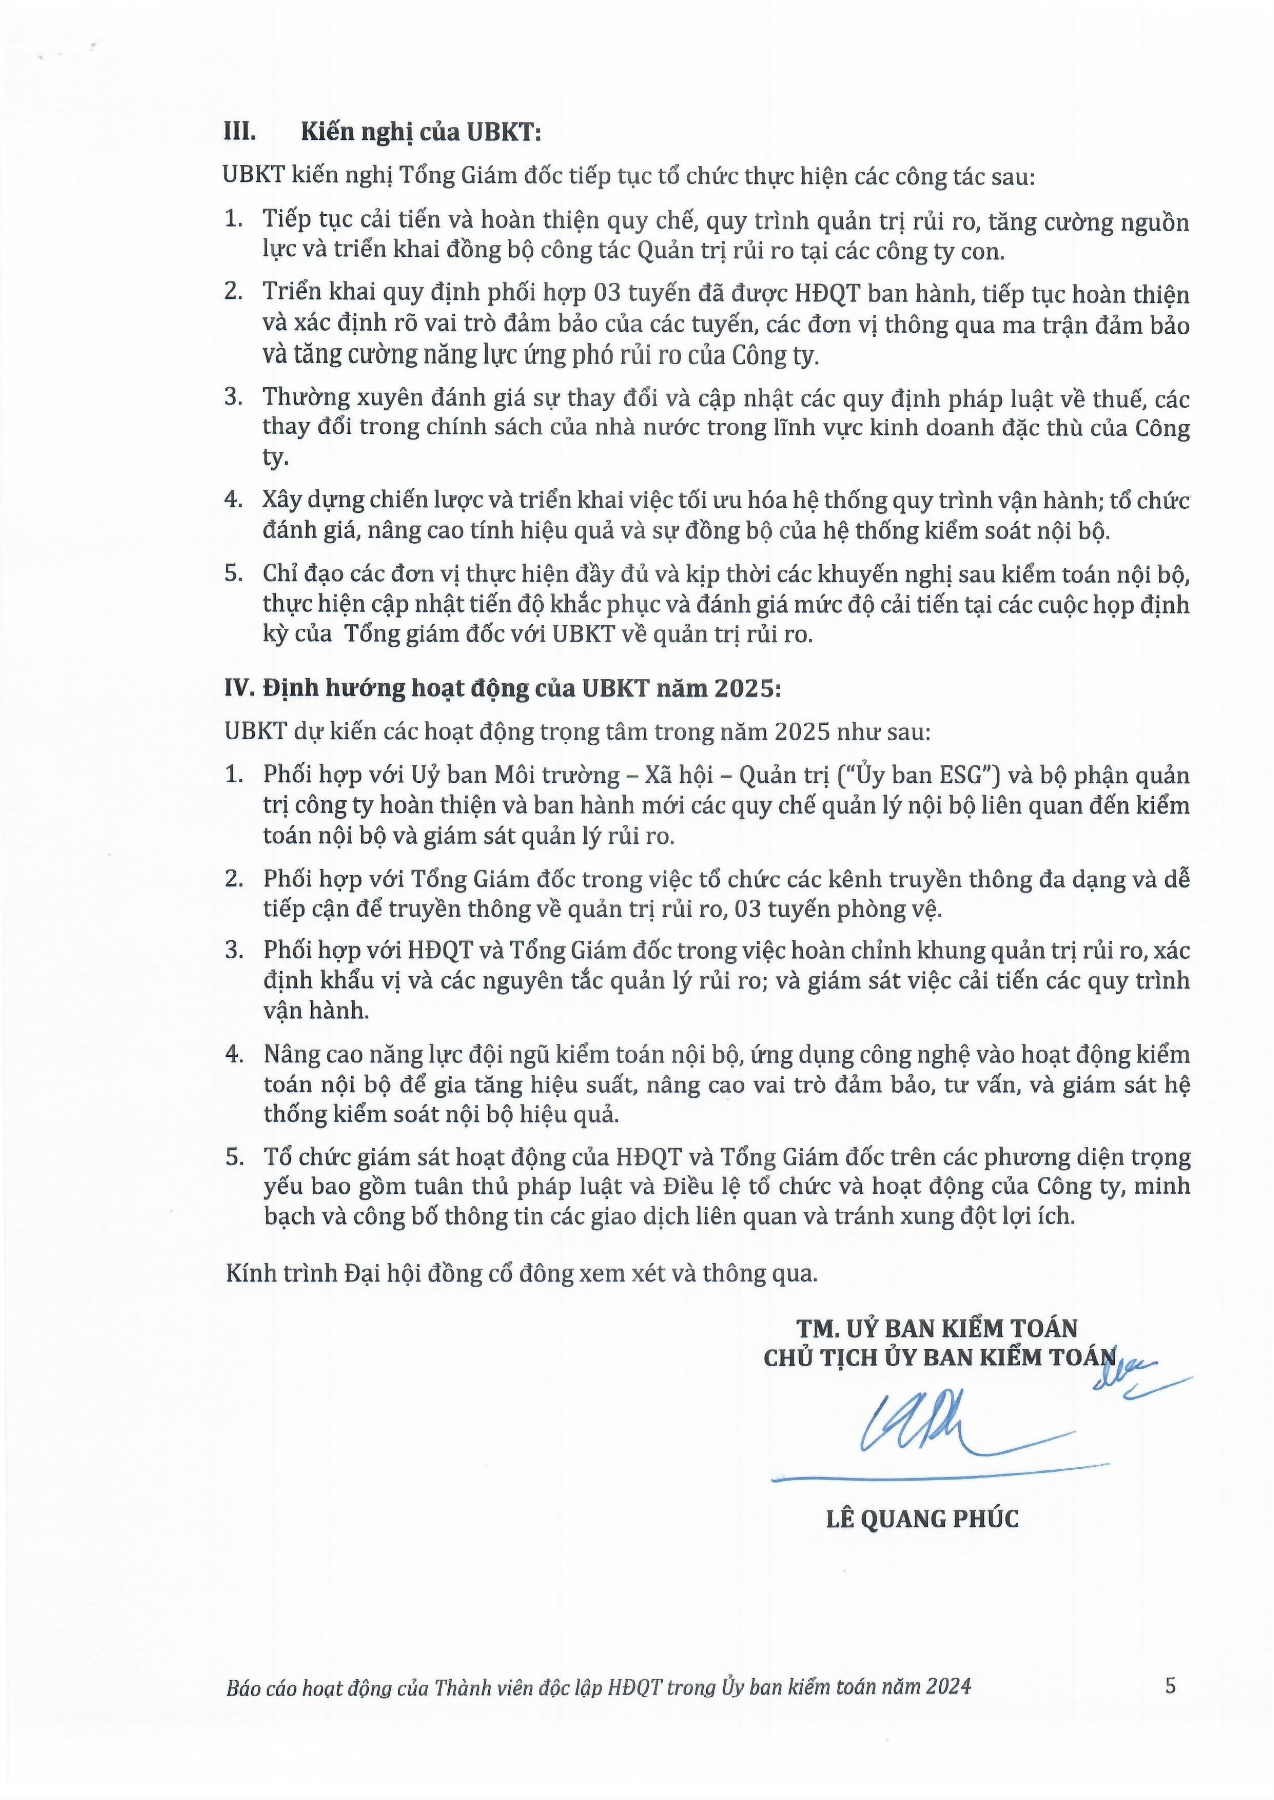 III. Kiến nghị của UBKT:
UBKT kiến nghị Tổng Giám đốc tiếp tục tổ chức thực hiện các công tác sau:
1. Tiếp tục cải tiến và hoàn thiện quy chế, quy trình quản trị rủi ro, tăng cường nguồn
lực và triển khai đồng bộ công tác Quản trị rủi ro tại các công ty con.
2. Triển khai quy định phối hợp 03 tuyến đã được HĐQT ban hành, tiếp tục hoàn thiện
và xác định rõ vai trò đảm bảo của các tuyến, các đơn vị thông qua ma trận đảm bảo
và tăng cường năng lực ứng phó rủi ro của Công ty.
3. Thường xuyên đánh giá sự thay đổi và cập nhật các quy định pháp luật về thuế, các
thay đổi trong chính sách của nhà nước trong lĩnh vực kinh doanh đặc thù của Công
ty.
4. Xây dựng chiến lược và triển khai việc tối ưu hóa hệ thống quy trình vận hành; tổ chức
đánh giá, nâng cao tính hiệu quả và sự đồng bộ của hệ thống kiểm soát nội bộ.
5. Chỉ đạo các đơn vị thực hiện đầy đủ và kịp thời các khuyến nghị sau kiểm toán nội bộ,
thực hiện cập nhật tiến độ khắc phục và đánh giá mức độ cải tiến tại các cuộc họp định
kỳ của Tổng giám đốc với UBKT về quản trị rủi ro.
IV. Định hướng hoạt động của UBKT năm 2025:
UBKT dự kiến các hoạt động trọng tâm trong năm 2025 như sau:
1. Phối hợp với Uỷ ban Môi trường – Xã hội – Quản trị (“Ủy ban ESG”) và bộ phận quản
trị công ty hoàn thiện và ban hành mới các quy chế quản lý nội bộ liên quan đến kiểm
toán nội bộ và giám sát quản lý rủi ro.
2. Phối hợp với Tổng Giám đốc trong việc tổ chức các kênh truyền thông đa dạng và dễ
tiếp cận để truyền thông về quản trị rủi ro, 03 tuyến phòng vệ.
3. Phối hợp với HĐQT và Tổng Giám đốc trong việc hoàn chỉnh khung quản trị rủi ro, xác
định khẩu vị và các nguyên tắc quản lý rủi ro; và giám sát việc cải tiến các quy trình
vận hành.
4. Nâng cao năng lực đội ngũ kiểm toán nội bộ, ứng dụng công nghệ vào hoạt động kiểm
toán nội bộ để gia tăng hiệu suất, nâng cao vai trò đảm bảo, tư vấn, và giám sát hệ
thống kiểm soát nội bộ hiệu quả.
5. Tổ chức giám sát hoạt động của HĐQT và Tổng Giám đốc trên các phương diện trọng
yếu bao gồm tuân thủ pháp luật và Điều lệ tổ chức và hoạt động của Công ty, minh
bạch và công bố thông tin các giao dịch liên quan và tránh xung đột lợi ích.
Kính trình Đại hội đồng cổ đông xem xét và thông qua.
TM. UỶ BAN KIỂM TOÁN
CHỦ TỊCH ỦY BAN KIỂM TOÁN
LÊ QUANG PHÚC
Báo cáo hoạt động của Thành viên độc lập HĐQT trong Ủy ban kiểm toán năm 2024 5